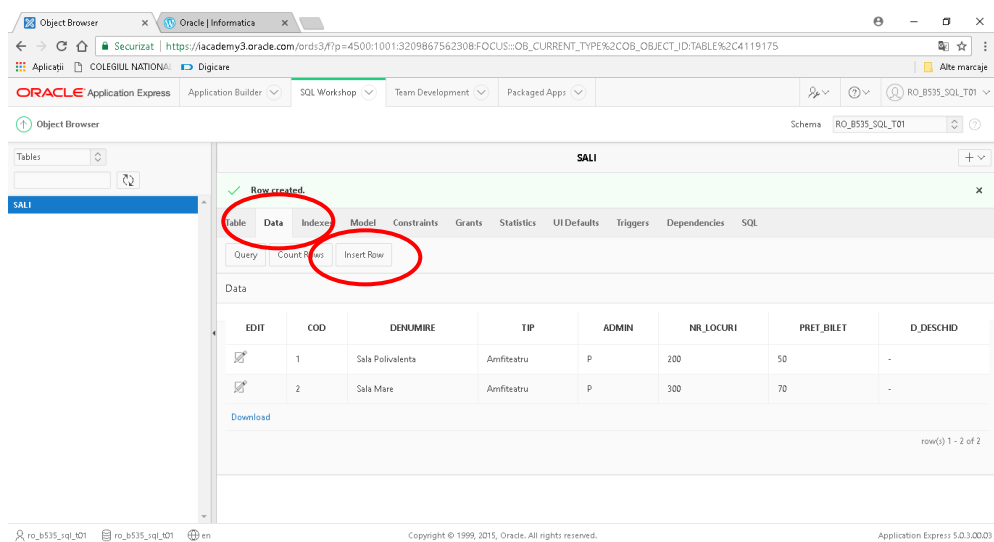 Object Browser
Oracle | Informatica
Securizat | https://iacademy3.oracle.com/ords3/f?p=4500:1001:3209867562308:FOCUS:::OB_CURRENT_TYPE%2COB_OBJECT_ID:TABLE%2C4119175
Aplicații COLEGIUL NATIONAL Digicare Alte marcaje
ORACLE Application Express Application Builder SQL Workshop Team Development Packaged Apps RO_B535_SQL_T01
Object Browser Schema RO_B535_SQL_T01
Tables
SALI
SALI
Row created.
Table Data Indexes Model Constraints Grants Statistics UI Defaults Triggers Dependencies SQL
Query Count Rows Insert Row
Data
EDIT COD DENUMIRE TIP ADMIN NR_LOCURI PRET_BILET D_DESCHID
1 Sala Polivalenta Amfiteatru P 200 50 -
2 Sala Mare Amfiteatru P 300 70 -
Download
row(s) 1 - 2 of 2
ro_b535_sql_t01 ro_b535_sql_t01 en Copyright © 1999, 2015, Oracle. All rights reserved. Application Express 5.0.3.00.03